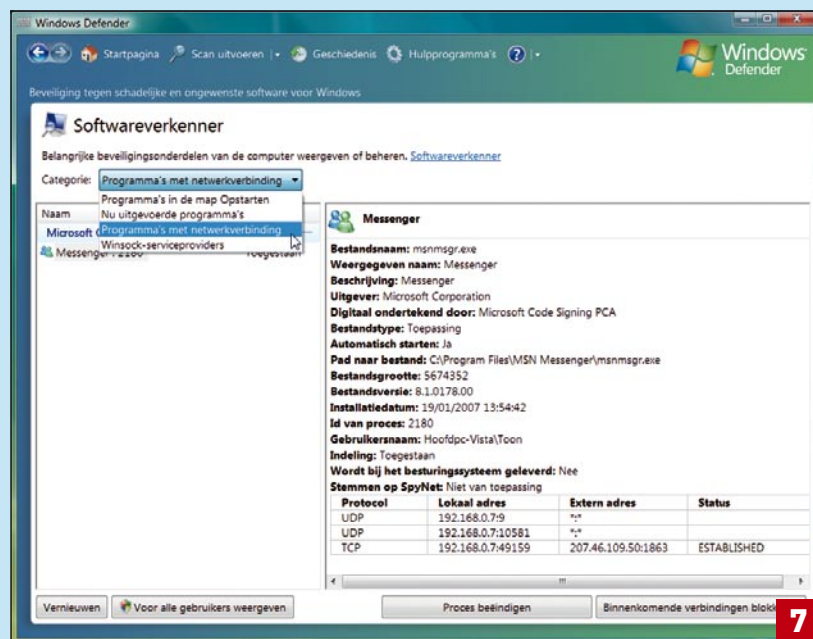 Windows Defender
Startpagina Scan uitvoeren Geschiedenis Hulpprogramma's ?
Windows
Defender
Beveiliging tegen schadelijke en ongewenste software voor Windows
Softwareverkenner
Belangrijke beveiligingsonderdelen van de computer weergeven of beheren. Softwareverkenner
Categorie: Programma's met netwerkverbinding
Programma's in de map Opstarten
Nu uitgevoerde programma's
Programma's met netwerkverbinding
Winsock-serviceproviders
Naam
Microsoft
Messenger : 2180 Toegestaan
Messenger
Bestandsnaam: msnmsgr.exe
Weergegeven naam: Messenger
Beschrijving: Messenger
Uitgever: Microsoft Corporation
Digitaal ondertekend door: Microsoft Code Signing PCA
Bestandstype: Toepassing
Automatisch starten: Ja
Pad naar bestand: C:\Program Files\MSN Messenger\msnmsgr.exe
Bestandsgrootte: 5674352
Bestandsversie: 8.1.0178.00
Installatiedatum: 19/01/2007 13:54:42
Id van proces: 2180
Gebruikersnaam: Hoofdpc-Vista\Toon
Indeling: Toegestaan
Wordt bij het besturingssysteem geleverd: Nee
Stemmen op SpyNet: Niet van toepassing
Protocol Lokaal adres Extern adres Status
UDP 192.168.0.7:9 *:*
UDP 192.168.0.7:10581 *:*
TCP 192.168.0.7:49159 207.46.109.50:1863 ESTABLISHED
Vernieuwen Voor alle gebruikers weergeven Proces beëindigen Binnenkomende verbindingen blokk
7